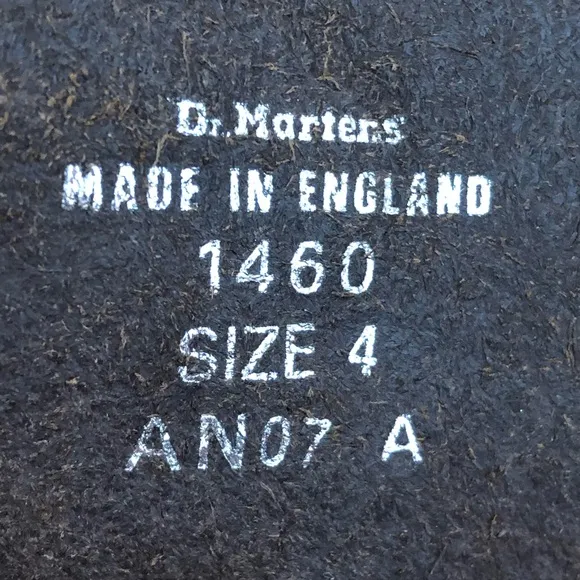 Dr. Martens
MADE IN ENGLAND
1460
SIZE 4
AN07 A